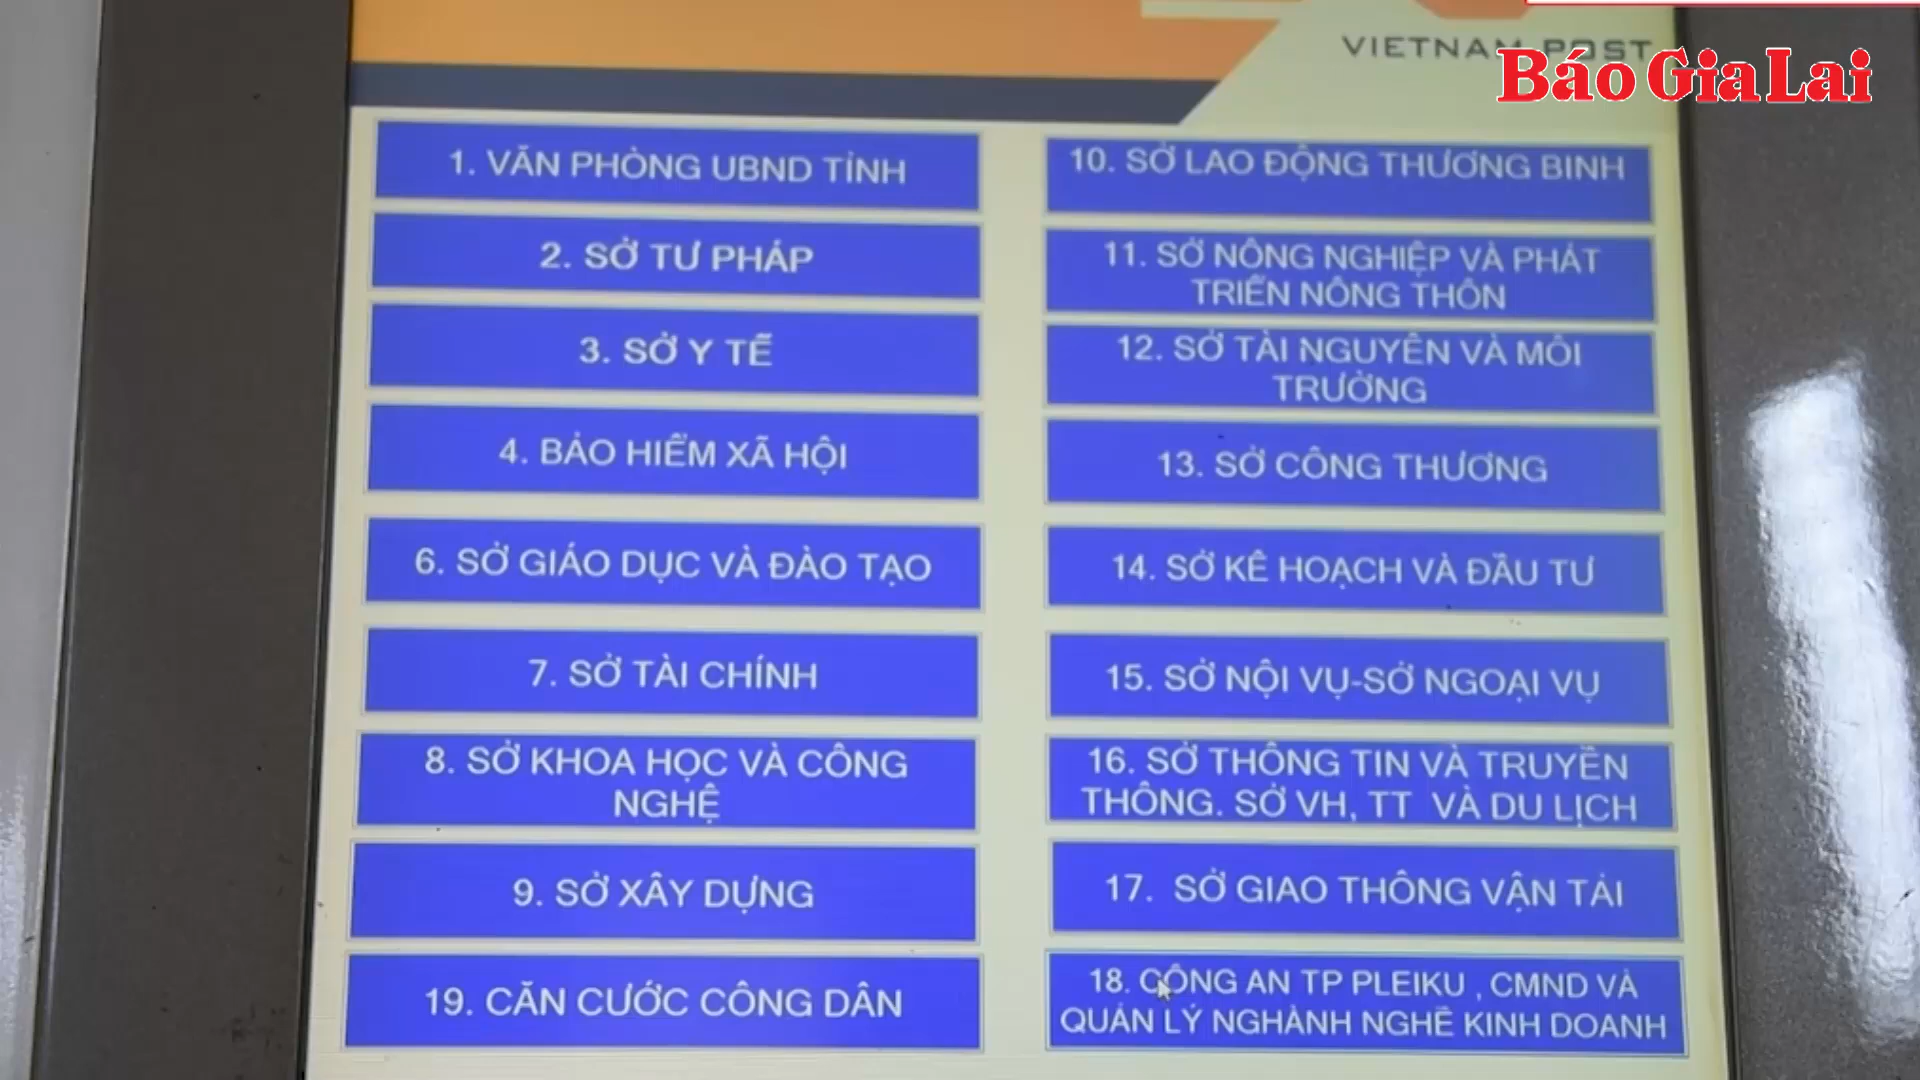 VIETNAM POST
Báo Gia Lai
1. VĂN PHÒNG UBND TỈNH
2. SỞ TƯ PHÁP
3. SỞ Y TẾ
4. BẢO HIỂM XÃ HỘI
6. SỞ GIÁO DỤC VÀ ĐÀO TẠO
7. SỞ TÀI CHÍNH
8. SỞ KHOA HỌC VÀ CÔNG
NGHỆ
9. SỞ XÂY DỰNG
19. CĂN CƯỚC CÔNG DÂN
10. SỞ LAO ĐỘNG THƯƠNG BINH
11. SỞ NÔNG NGHIỆP VÀ PHÁT
TRIỂN NÔNG THÔN
12. SỞ TÀI NGUYÊN VÀ MÔI
TRƯỜNG
13. SỞ CÔNG THƯƠNG
14. SỞ KẾ HOẠCH VÀ ĐẦU TƯ
15. SỞ NỘI VỤ-SỞ NGOẠI VỤ
16. SỞ THÔNG TIN VÀ TRUYỀN
THÔNG. SỞ VH, TT VÀ DU LỊCH
17. SỞ GIAO THÔNG VẬN TẢI
18. CÔNG AN TP PLEIKU , CMND VÀ
QUẢN LÝ NGHÀNH NGHỀ KINH DOANH